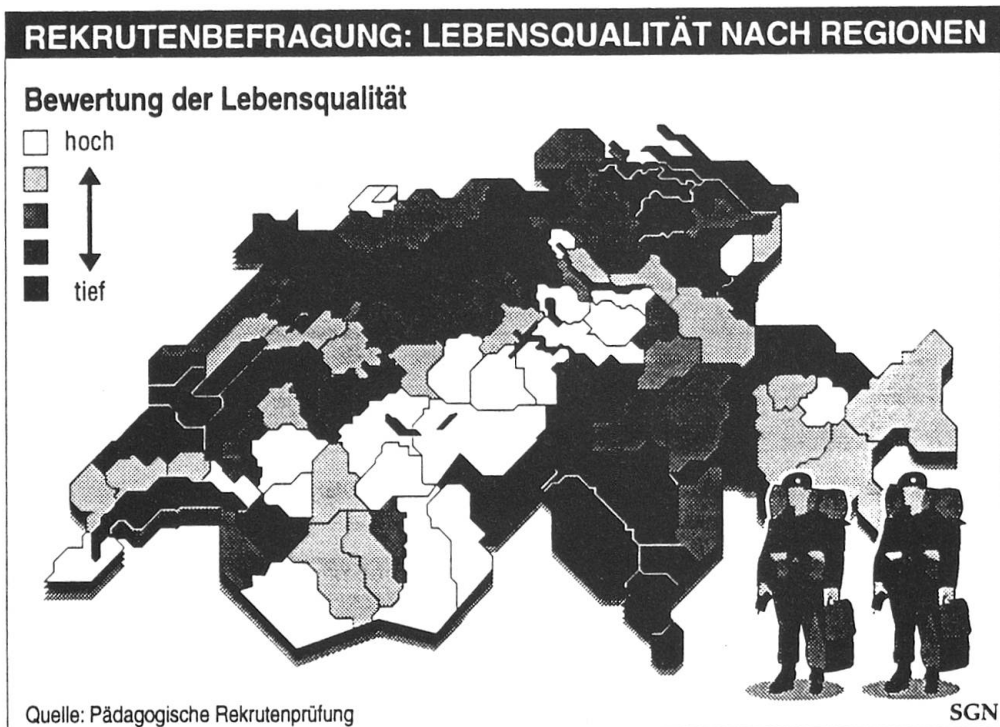 REKRUTENBEFRAGUNG: LEBENSQUALITÄT NACH REGIONEN
Bewertung der Lebensqualität
hoch
tief
Quelle: Pädagogische Rekrutenprüfung
SGN